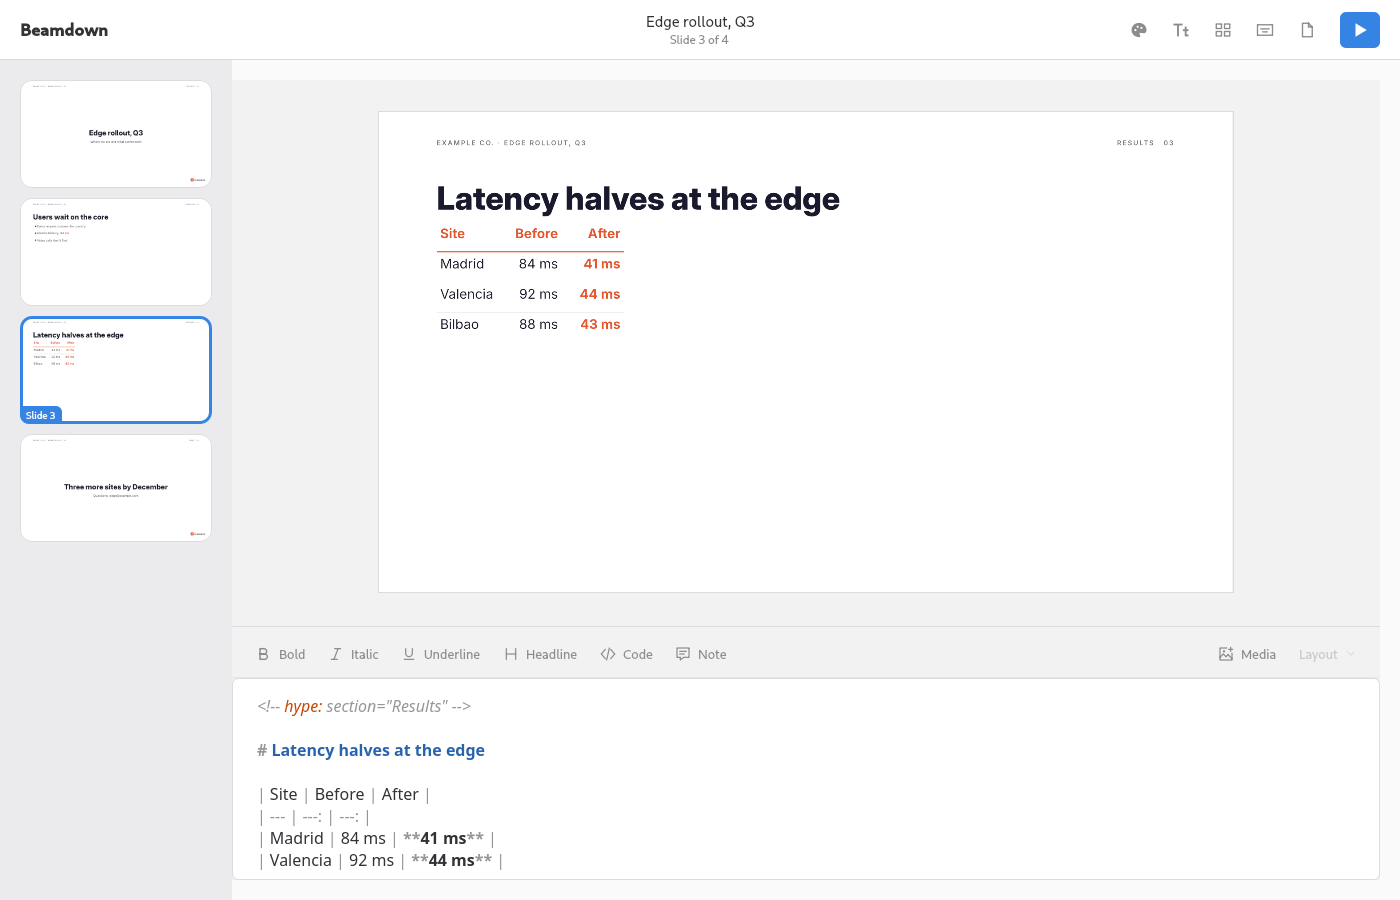 Beamdown
Edge rollout, Q3
Slide 3 of 4
Tt
Edge rollout, Q3
Users wait on the core
Latency halves at the edge
Slide 3
Three more sites by December
EXAMPLE CO. · EDGE ROLLOUT, Q3
RESULTS 03
Latency halves at the edge
Site Before After
Madrid 84 ms 41 ms
Valencia 92 ms 44 ms
Bilbao 88 ms 43 ms
B Bold I Italic U Underline H Headline </> Code Note Media Layout
<!-- hype: section="Results" -->
# Latency halves at the edge
| Site | Before | After |
| --- | ---: | ---: |
| Madrid | 84 ms | **41 ms** |
| Valencia | 92 ms | **44 ms** |